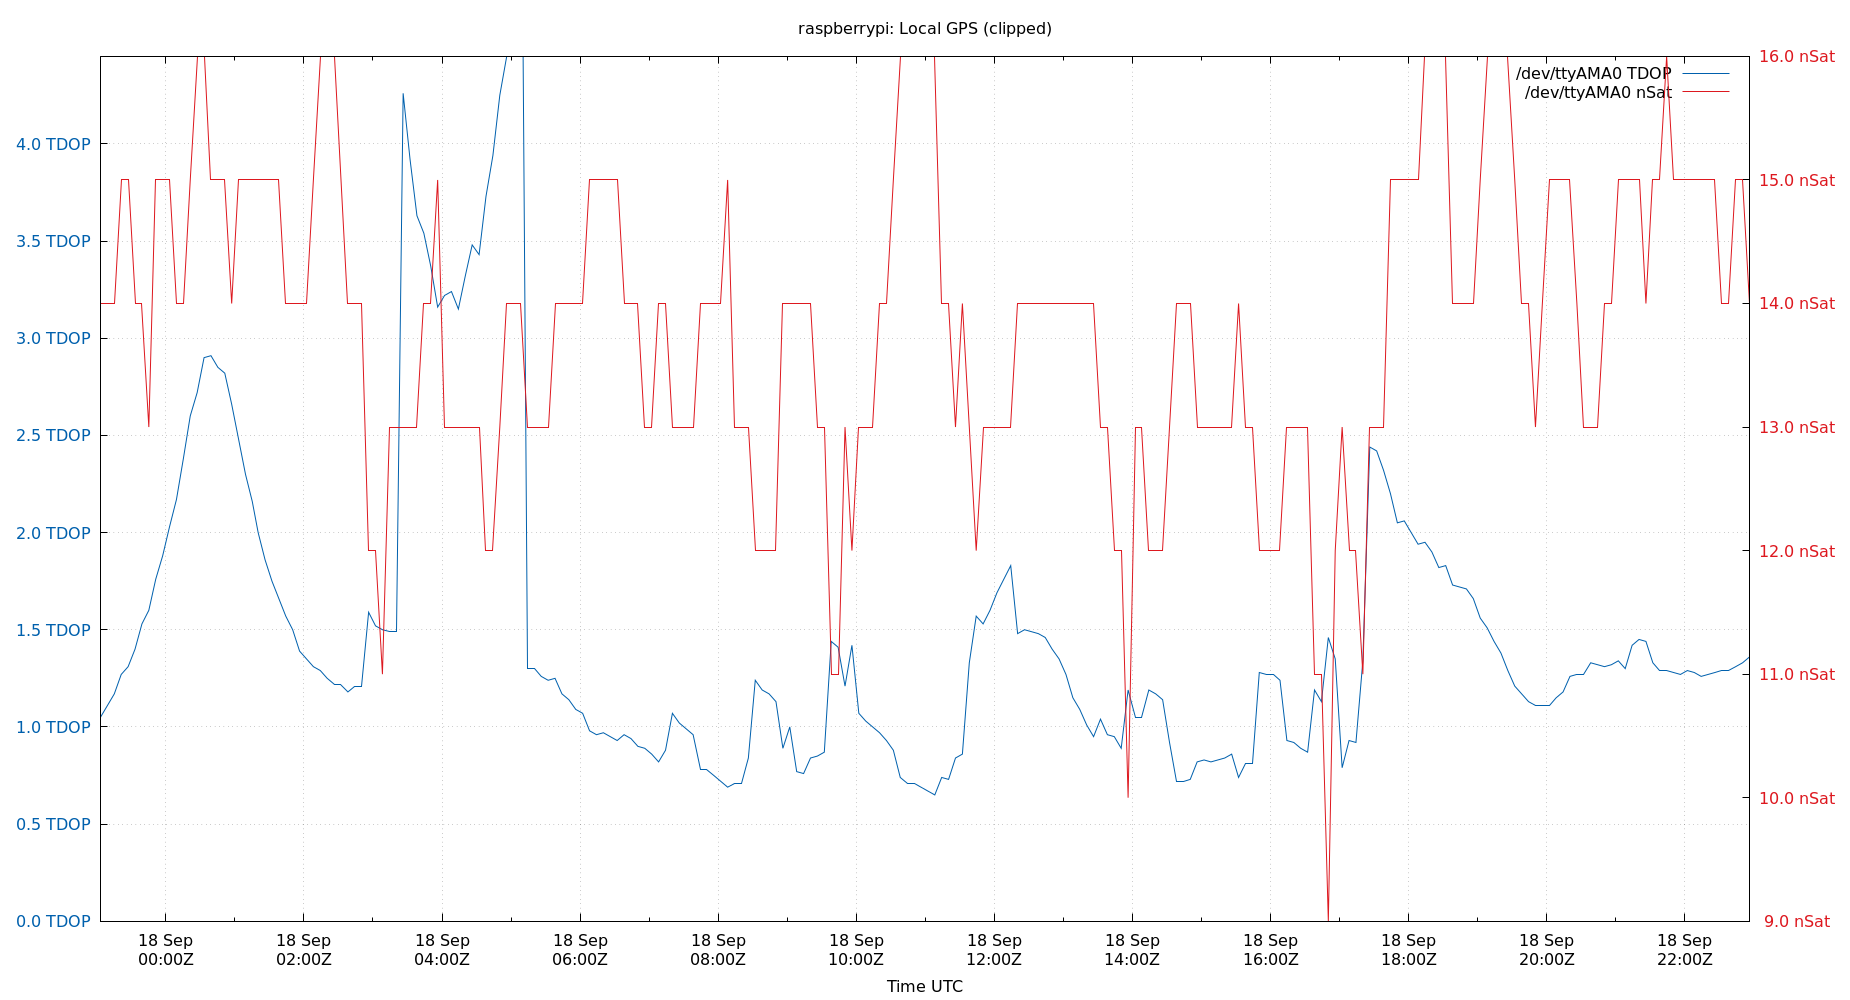 raspberrypi: Local GPS (clipped)
/dev/ttyAMA0 TDOP
/dev/ttyAMA0 nSat
4.0 TDOP
3.5 TDOP
3.0 TDOP
2.5 TDOP
2.0 TDOP
1.5 TDOP
1.0 TDOP
0.5 TDOP
0.0 TDOP
16.0 nSat
15.0 nSat
14.0 nSat
13.0 nSat
12.0 nSat
11.0 nSat
10.0 nSat
9.0 nSat
18 Sep 18 Sep 18 Sep 18 Sep 18 Sep 18 Sep 18 Sep 18 Sep 18 Sep 18 Sep 18 Sep 18 Sep
00:00Z 02:00Z 04:00Z 06:00Z 08:00Z 10:00Z 12:00Z 14:00Z 16:00Z 18:00Z 20:00Z 22:00Z
Time UTC